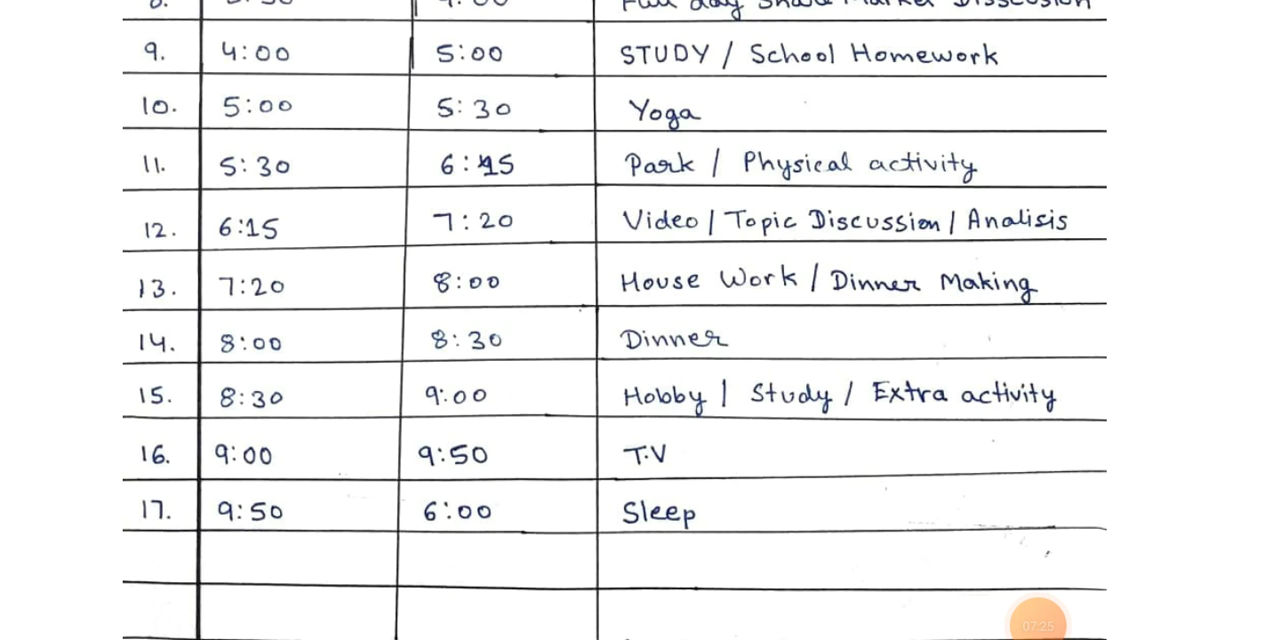 9. 4:00 5:00 STUDY / School Homework
10. 5:00 5:30 Yoga
11. 5:30 6:15 Park / Physical activity
12. 6:15 7:20 Video / Topic Discussion / Analisis
13. 7:20 8:00 House Work / Dinner Making
14. 8:00 8:30 Dinner
15. 8:30 9:00 Hobby / Study / Extra activity
16. 9:00 9:50 T.V
17. 9:50 6:00 Sleep
07:25